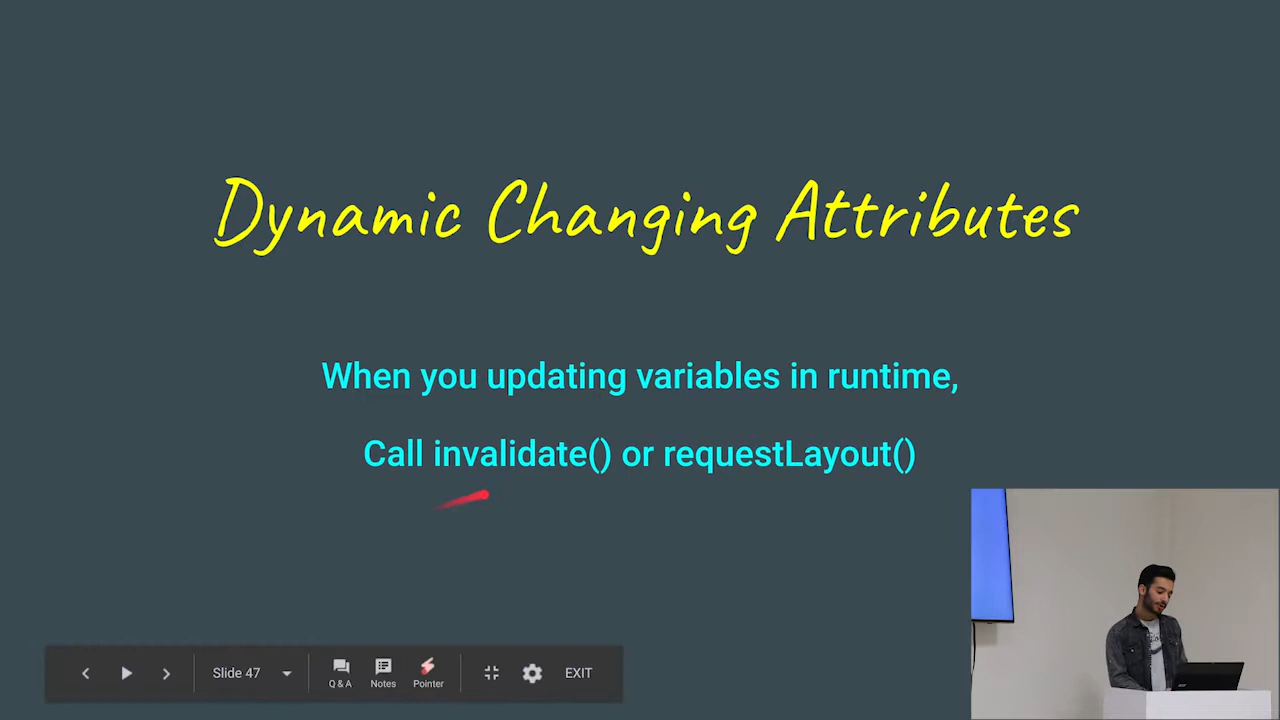 Dynamic Changing Attributes
When you updating variables in runtime,
Call invalidate() or requestLayout()
Slide 47
Q & A
Notes
Pointer
EXIT